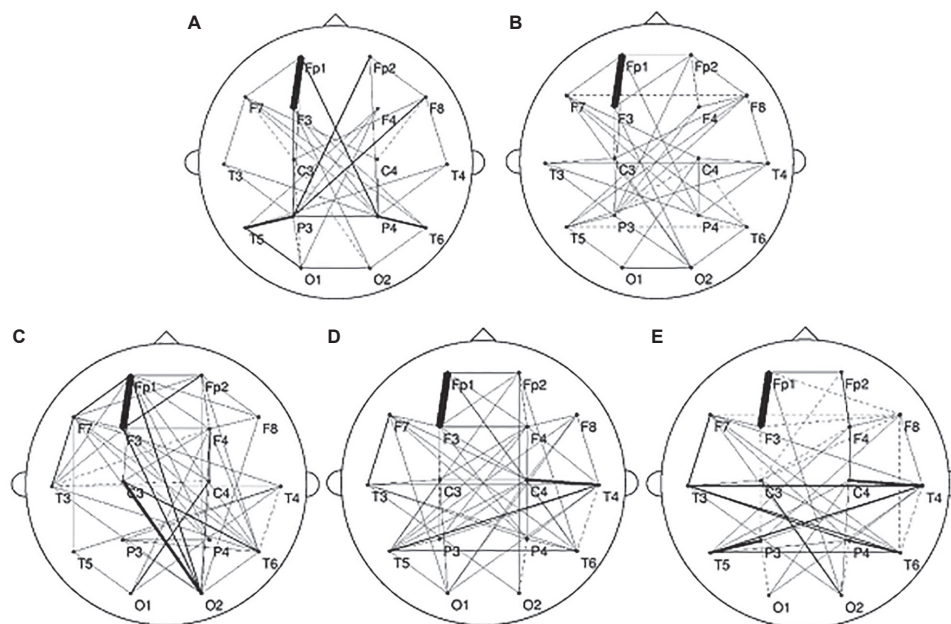 A
Fp1 Fp2
F7 F3 F4 F8
T3 C3 C4 T4
T5 P3 P4 T6
O1 O2
B
Fp1 Fp2
F7 F3 F4 F8
T3 C3 C4 T4
T5 P3 P4 T6
O1 O2
C
Fp1 Fp2
F7 F3 F4 F8
T3 C3 C4 T4
T5 P3 P4 T6
O1 O2
D
Fp1 Fp2
F7 F3 F4 F8
T3 C3 C4 T4
T5 P3 P4 T6
O1 O2
E
Fp1 Fp2
F7 F3 F4 F8
T3 C3 C4 T4
T5 P3 P4 T6
O1 O2